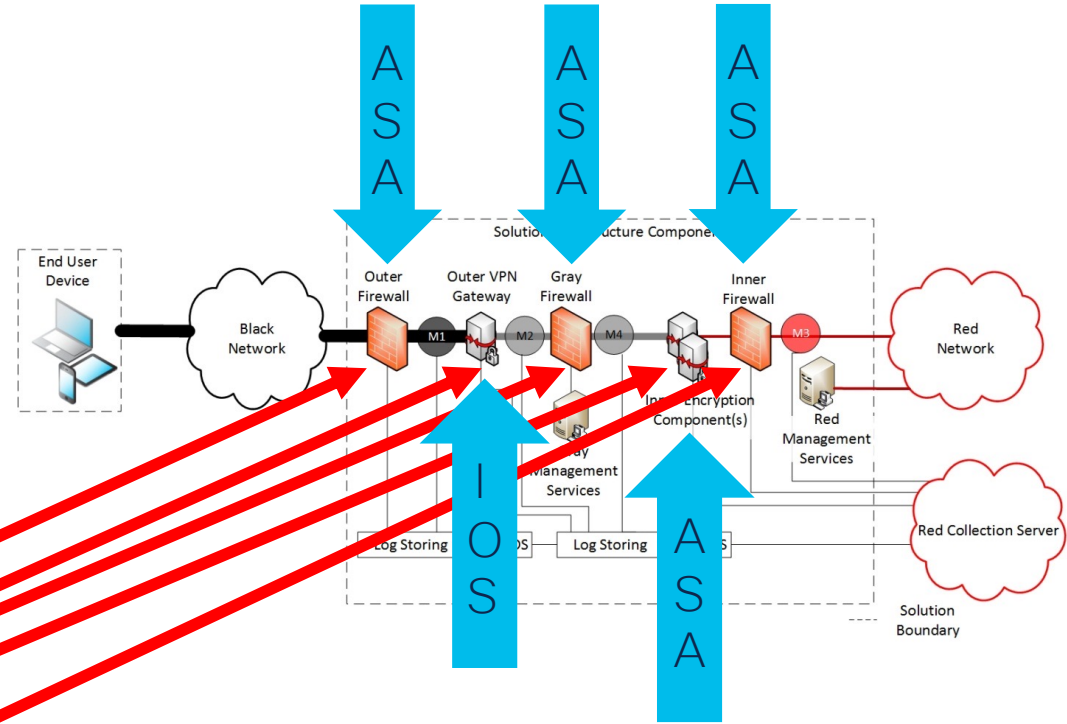 A
S
A
A
S
A
A
S
A
End User
Device
Black
Network
Outer
Firewall
Outer VPN
Gateway
Gray
Firewall
Inner
Firewall
M1
M2
M4
M3
Red
Network
Encryption
Component(s)
Red
Management
Services
Management
Services
I
O
S
A
S
A
Log Storing
Log Storing
Red Collection Server
Solution
Boundary